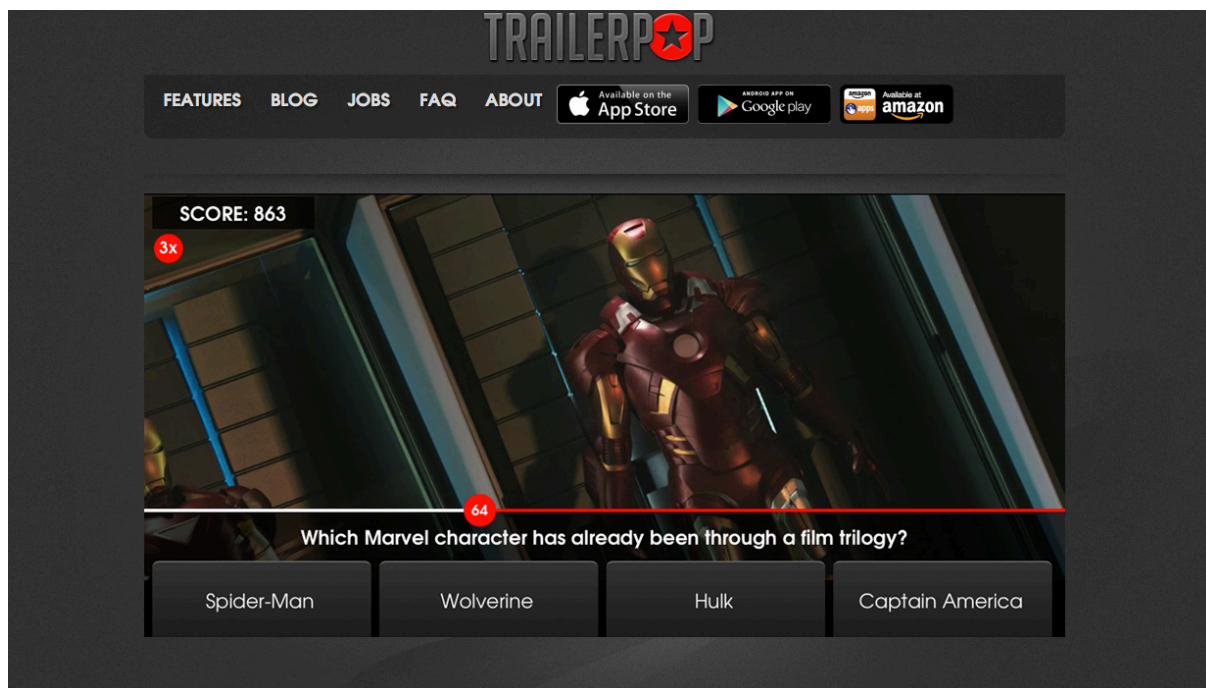 TRAILERPOP
FEATURES BLOG JOBS FAQ ABOUT
Available on the
App Store
ANDROID APP ON
Google play
amazon
apps
Available at
amazon
SCORE: 863
3x
64
Which Marvel character has already been through a film trilogy?
Spider-Man Wolverine Hulk Captain America